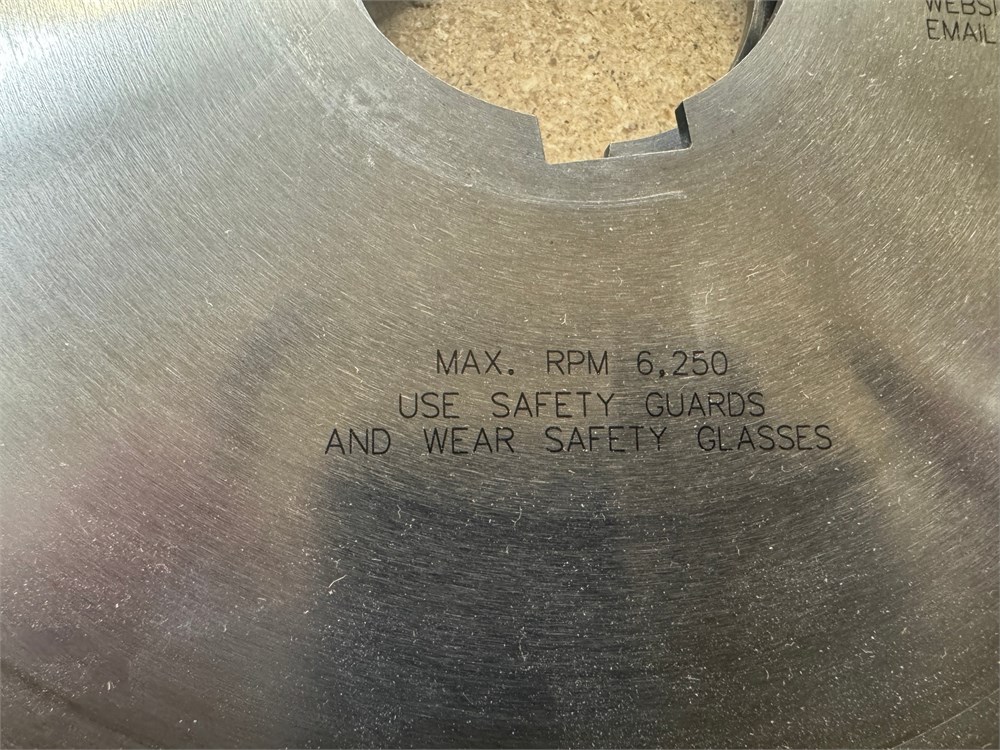 EMAIL
MAX. RPM 6,250
USE SAFETY GUARDS
AND WEAR SAFETY GLASSES